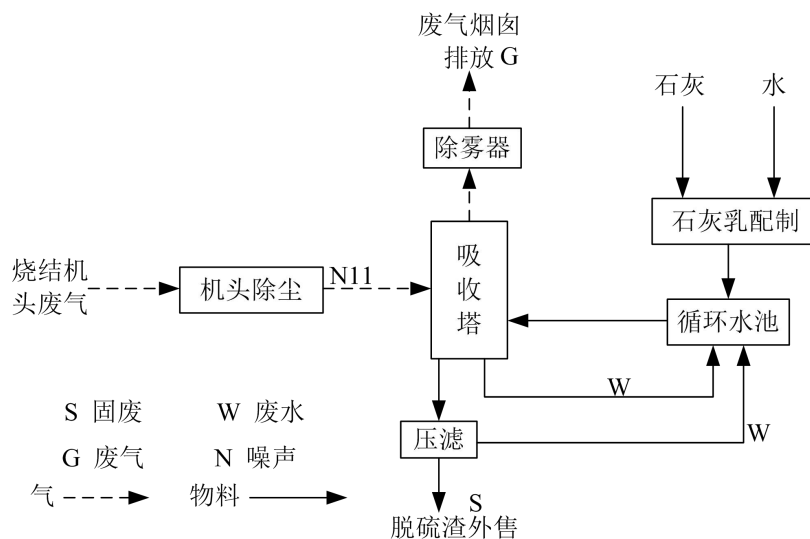 废气烟囱
排放 G
石灰
水
除雾器
石灰乳配制
吸
收
塔
烧结机
头废气
机头除尘
N11
循环水池
W
S 固废
W 废水
压滤
W
G 废气
N 噪声
气
物料
S
脱硫渣外售